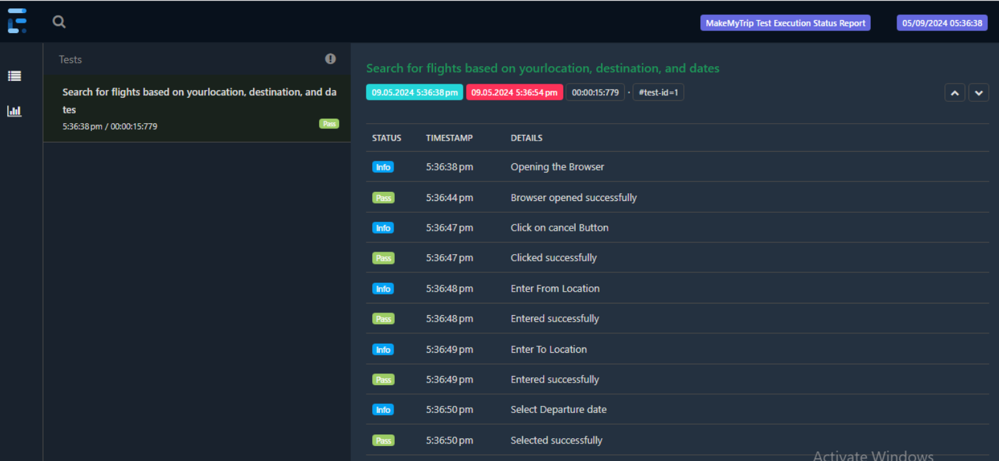 MakeMyTrip Test Execution Status Report 05/09/2024 05:36:38
Tests
Search for flights based on yourlocation, destination, and da
tes
5:36:38 pm / 00:00:15:779 Pass
Search for flights based on yourlocation, destination, and dates
09.05.2024 5:36:38 pm 09.05.2024 5:36:54 pm 00:00:15:779 · #test-id=1
STATUS TIMESTAMP DETAILS
Info 5:36:38 pm Opening the Browser
Pass 5:36:44 pm Browser opened successfully
Info 5:36:47 pm Click on cancel Button
Pass 5:36:47 pm Clicked successfully
Info 5:36:48 pm Enter From Location
Pass 5:36:48 pm Entered successfully
Info 5:36:49 pm Enter To Location
Pass 5:36:49 pm Entered successfully
Info 5:36:50 pm Select Departure date
Pass 5:36:50 pm Selected successfully
Activate Windows